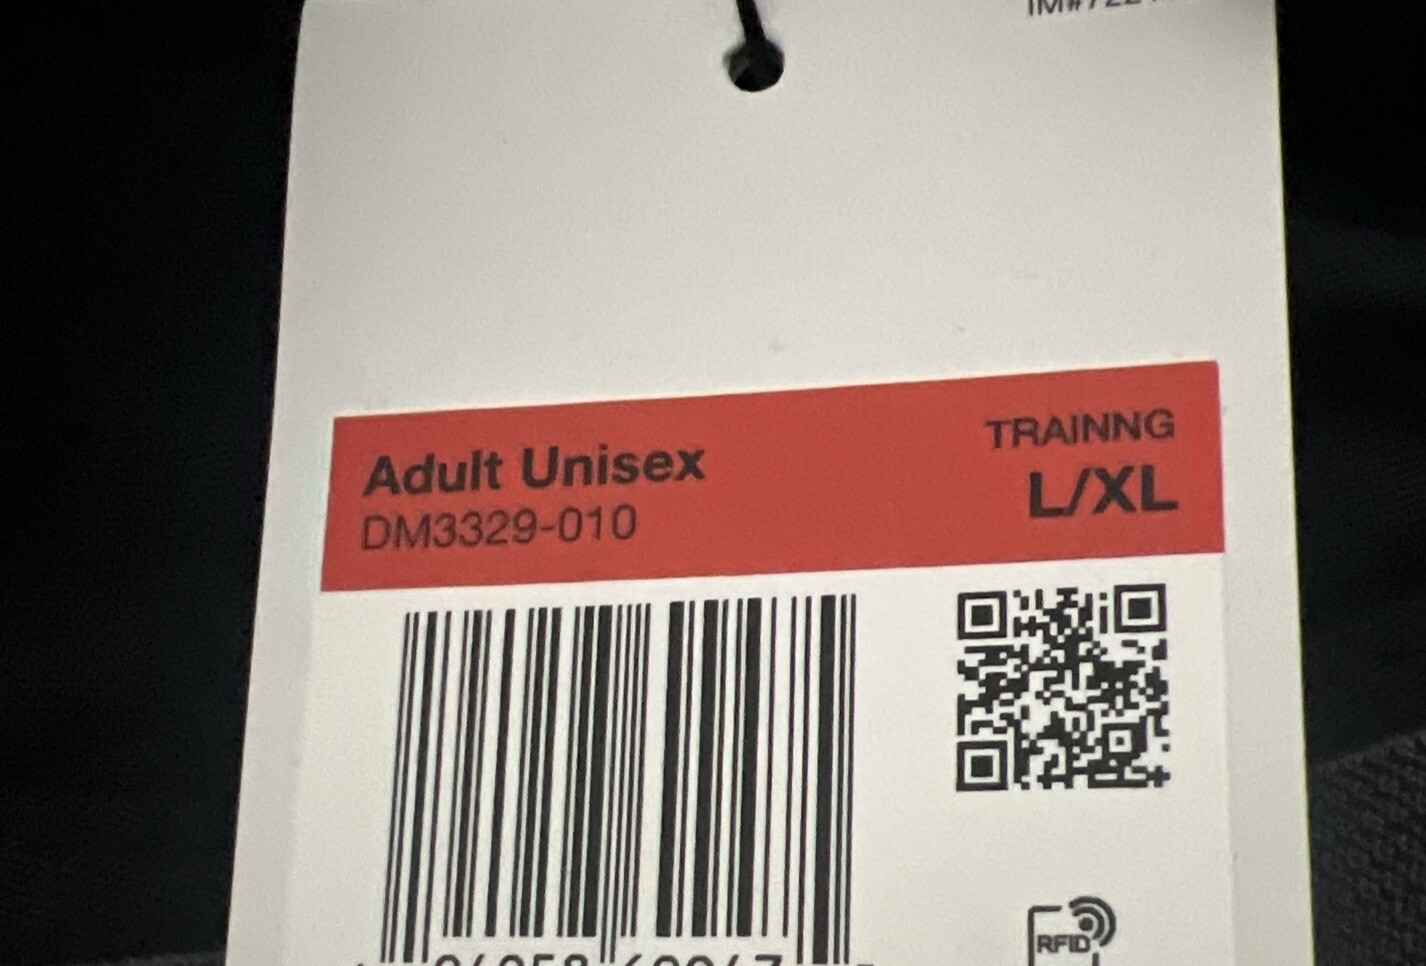 Adult Unisex
DM3329-010
TRAINNG
L/XL
RFID